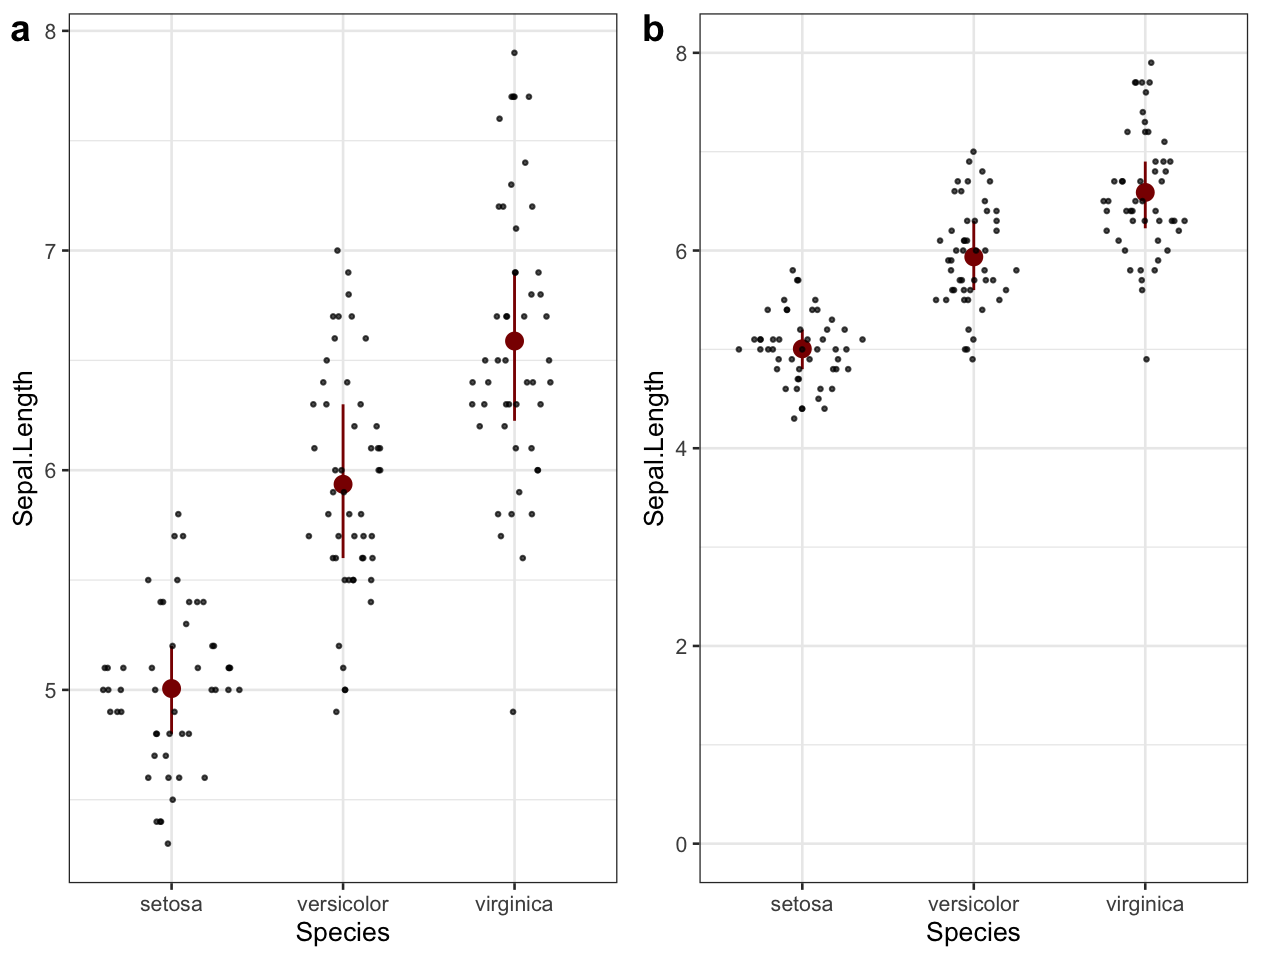 a
8
7
6
5
Sepal.Length
setosa versicolor virginica
Species
b
8
6
4
2
0
Sepal.Length
setosa versicolor virginica
Species